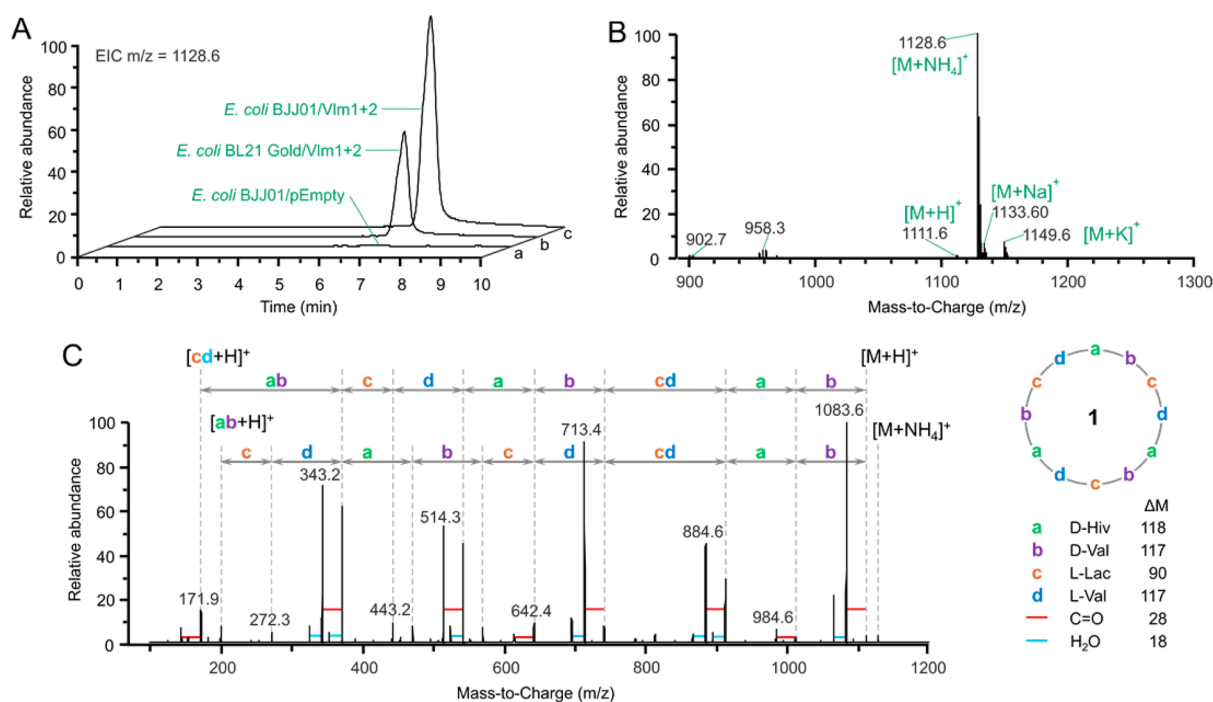 A
EIC m/z = 1128.6
E. coli BJJ01/Vlm1+2
E. coli BL21 Gold/Vlm1+2
E. coli BJJ01/pEmpty
Relative abundance
100
80
60
40
20
0
a
b
c
0 1 2 3 4 5 6 7 8 9 10
Time (min)
B
1128.6
[M+NH₄]⁺
[M+H]⁺
1111.6
[M+Na]⁺
1133.60
1149.6
[M+K]⁺
902.7
958.3
Relative abundance
100
80
60
40
20
0
900 1000 1100 1200 1300
Mass-to-Charge (m/z)
C
[cd+H]⁺
[M+H]⁺
ab c d a b cd a b
[ab+H]⁺
[M+NH₄]⁺
c d a b c d cd a b
Relative abundance
100
80
60
40
20
0
171.9
272.3
343.2
443.2
514.3
642.4
713.4
884.6
984.6
1083.6
200 400 600 800 1000 1200
Mass-to-Charge (m/z)
a b c d a b c d a b c d
1
ΔM
a D-Hiv 118
b D-Val 117
c L-Lac 90
d L-Val 117
C=O 28
H₂O 18